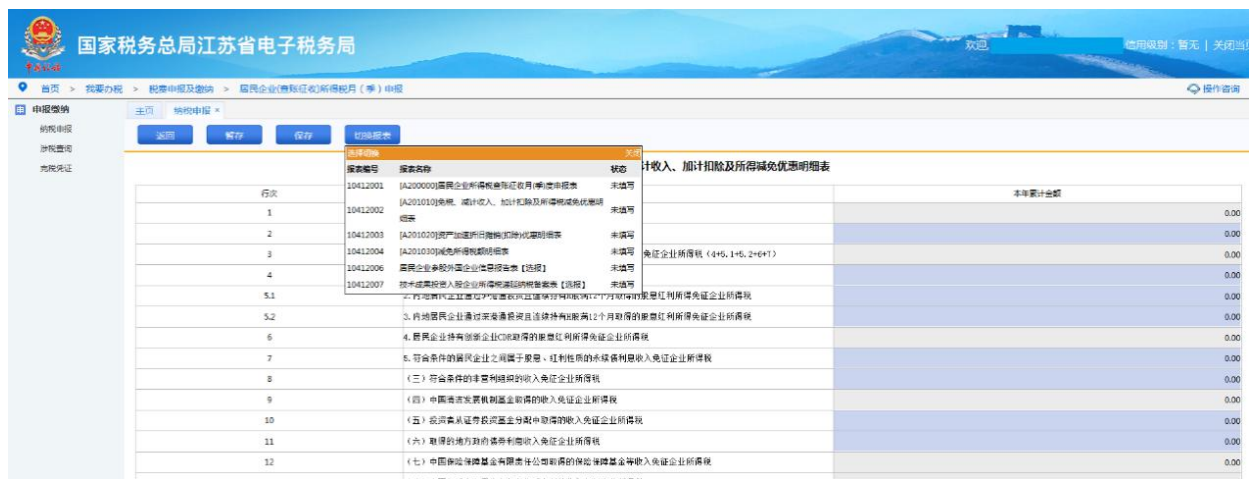 国家税务总局江苏省电子税务局
欢迎
信用级别：暂无 | 关闭当
首页 > 我要办税 > 税费申报及缴纳 > 居民企业(查账征收)所得税月（季）申报
操作咨询
申报缴纳
主页 纳税申报 ×
纳税申报
涉税查询
完税凭证
返回 暂存 保存 切换报表
选择切换 关闭
计收入、加计扣除及所得减免优惠明细表
报表编号 报表名称 状态
10412001 [A200000]居民企业所得税查账征收月(季)度申报表 未填写
10412002 [A201010]免税、减计收入、加计扣除及所得税减免优惠明细表 未填写
10412003 [A201020]资产加速折旧摊销(扣除)优惠明细表 未填写
10412004 [A201030]减免所得税额明细表 未填写
10412006 居民企业参股外国企业信息报告表【选报】 未填写
10412007 技术成果投资入股企业所得税递延纳税备案表【选报】 未填写
行次 本年累计金额
1 0.00
2 0.00
3 免征企业所得税（4+5.1+5.2+6+7） 0.00
4 0.00
5.1 2.内地居民企业通过沪港通投资且连续持有H股满12个月取得的股息红利所得免征企业所得税 0.00
5.2 3.内地居民企业通过深港通投资且连续持有H股满12个月取得的股息红利所得免征企业所得税 0.00
6 4.居民企业持有创新企业CDR取得的股息红利所得免征企业所得税 0.00
7 5.符合条件的居民企业之间属于股息、红利性质的永续债利息收入免征企业所得税 0.00
8 （三）符合条件的非营利组织的收入免征企业所得税 0.00
9 （四）中国清洁发展机制基金取得的收入免征企业所得税 0.00
10 （五）投资者从证券投资基金分配中取得的收入免征企业所得税 0.00
11 （六）取得的地方政府债券利息收入免征企业所得税 0.00
12 （七）中国保险保障基金有限责任公司取得的保险保障基金等收入免征企业所得税 0.00